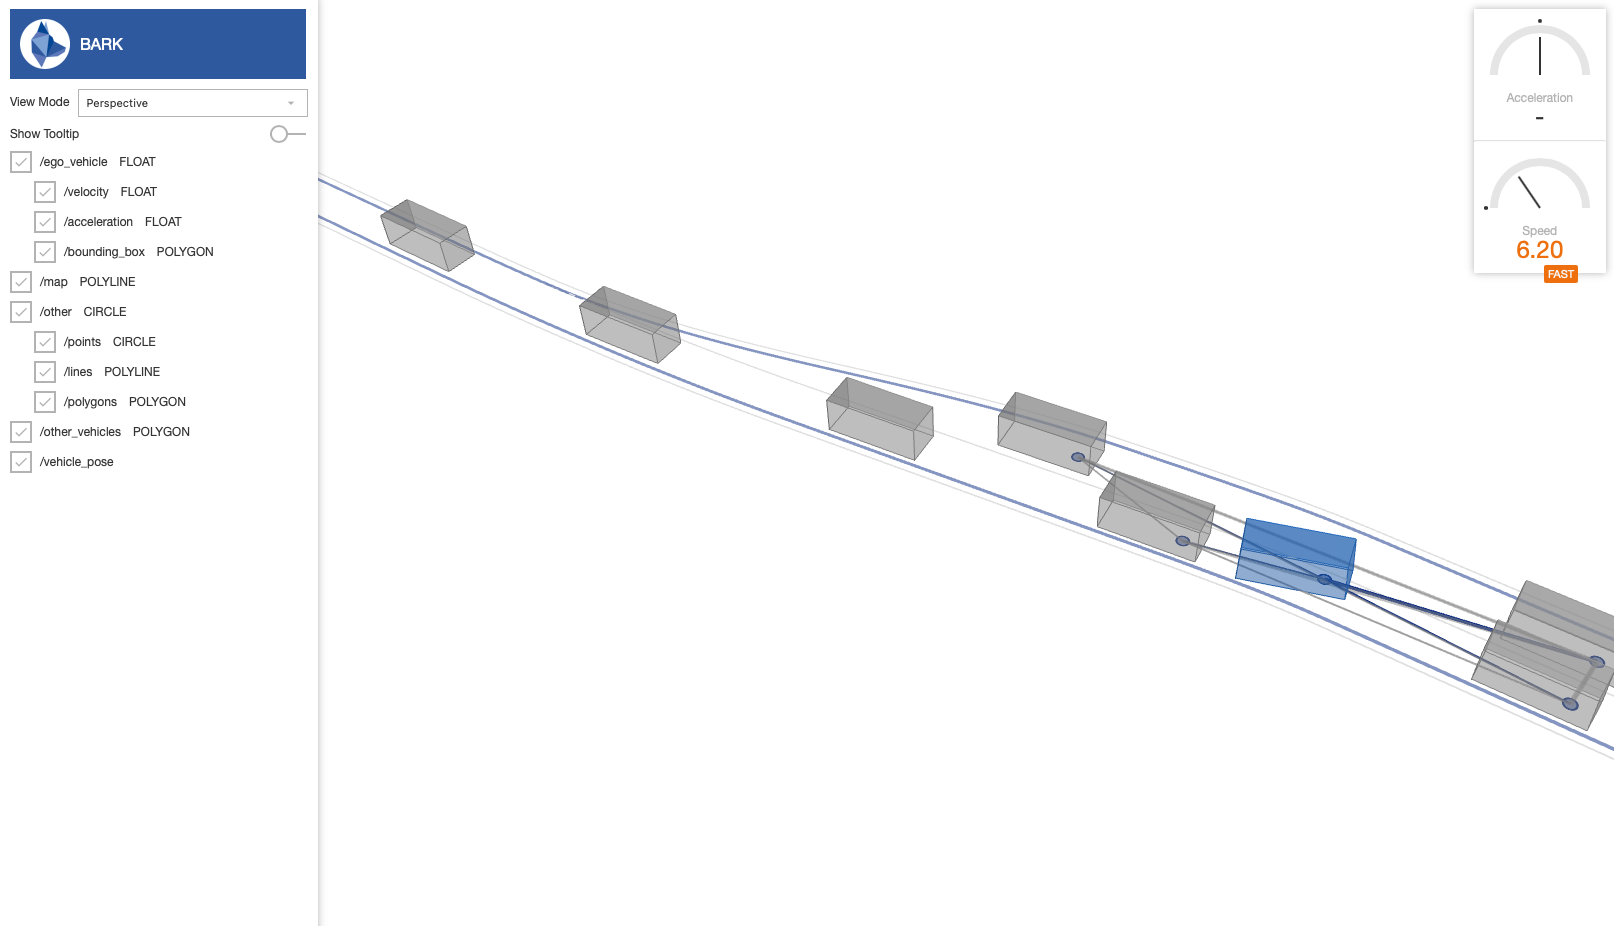 BARK
View Mode Perspective
Show Tooltip
/ego_vehicle FLOAT
/velocity FLOAT
/acceleration FLOAT
/bounding_box POLYGON
/map POLYLINE
/other CIRCLE
/points CIRCLE
/lines POLYLINE
/polygons POLYGON
/other_vehicles POLYGON
/vehicle_pose
Acceleration
-
Speed
6.20
FAST